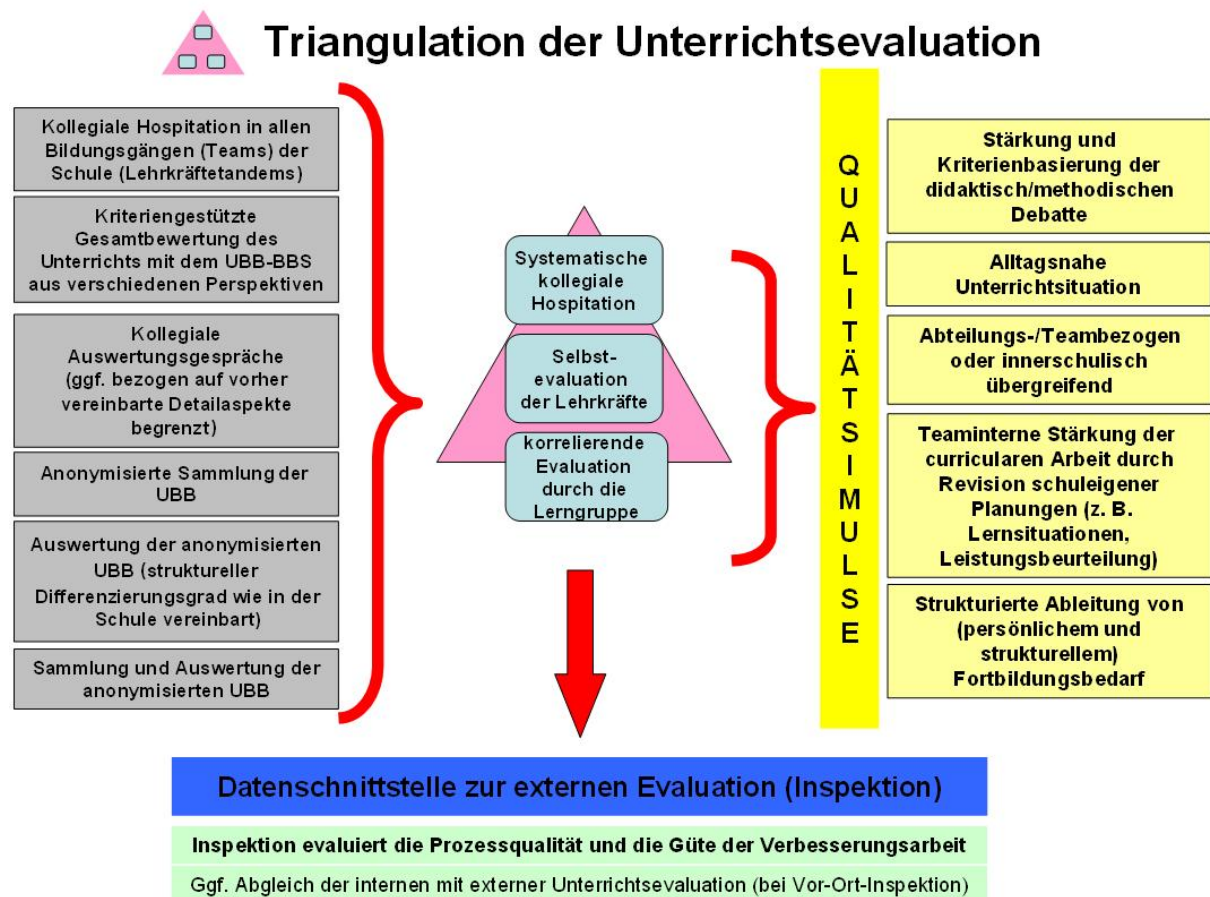 Triangulation der Unterrichtsevaluation
Kollegiale Hospitation in allen
Bildungsgängen (Teams) der
Schule (Lehrkräftetandems)
Kriteriengestützte
Gesamtbewertung des
Unterrichts mit dem UBB-BBS
aus verschiedenen Perspektiven
Kollegiale
Auswertungsgespräche
(ggf. bezogen auf vorher
vereinbarte Detailaspekte
begrenzt)
Anonymisierte Sammlung der
UBB
Auswertung der anonymisierten
UBB (struktureller
Differenzierungsgrad wie in der
Schule vereinbart)
Sammlung und Auswertung der
anonymisierten UBB
Systematische
kollegiale
Hospitation
Selbst-
evaluation
der Lehrkräfte
korrelierende
Evaluation
durch die
Lerngruppe
Q
U
A
L
I
T
Ä
T
S
I
M
U
L
S
E
Stärkung und
Kriterienbasierung der
didaktisch/methodischen
Debatte
Alltagsnahe
Unterrichtsituation
Abteilungs-/Teambezogen
oder innerschulisch
übergreifend
Teaminterne Stärkung der
curricularen Arbeit durch
Revision schuleigener
Planungen (z. B.
Lernsituationen,
Leistungsbeurteilung)
Strukturierte Ableitung von
(persönlichem und
strukturellem)
Fortbildungsbedarf
Datenschnittstelle zur externen Evaluation (Inspektion)
Inspektion evaluiert die Prozessqualität und die Güte der Verbesserungsarbeit
Ggf. Abgleich der internen mit externer Unterrichtsevaluation (bei Vor-Ort-Inspektion)